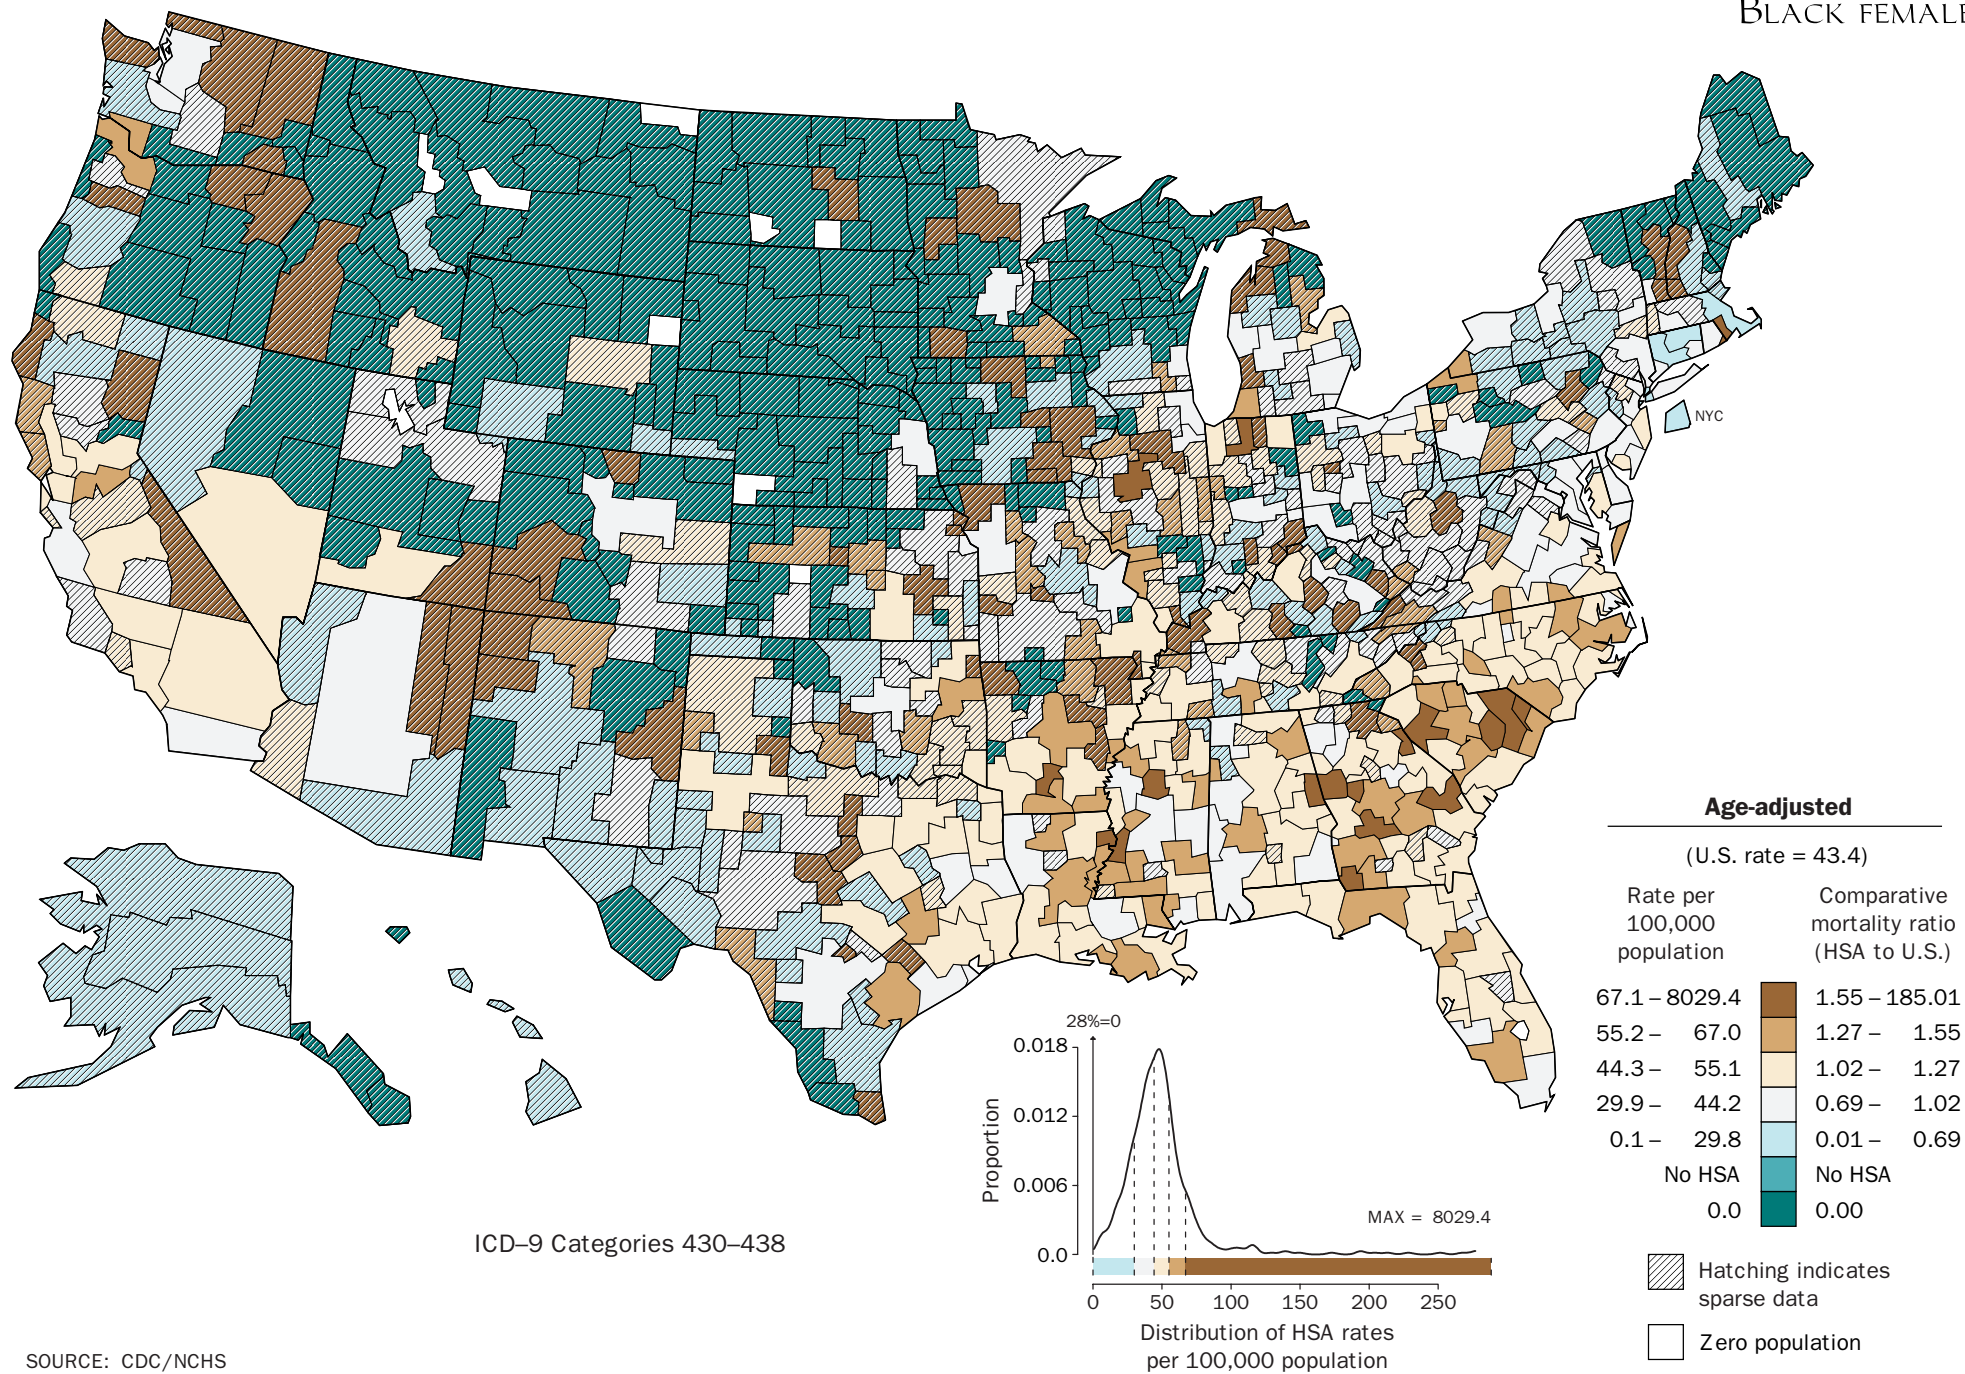 BLACK FEMALE
NYC
Age-adjusted
(U.S. rate = 43.4)
Rate per
100,000
population
Comparative
mortality ratio
(HSA to U.S.)
67.1 – 8029.4 1.55 – 185.01
55.2 – 67.0 1.27 – 1.55
44.3 – 55.1 1.02 – 1.27
29.9 – 44.2 0.69 – 1.02
0.1 – 29.8 0.01 – 0.69
No HSA No HSA
0.0 0.00
Hatching indicates
sparse data
Zero population
28%=0
0.018
0.012
0.006
0.0
Proportion
MAX = 8029.4
0 50 100 150 200 250
Distribution of HSA rates
per 100,000 population
ICD–9 Categories 430–438
SOURCE: CDC/NCHS